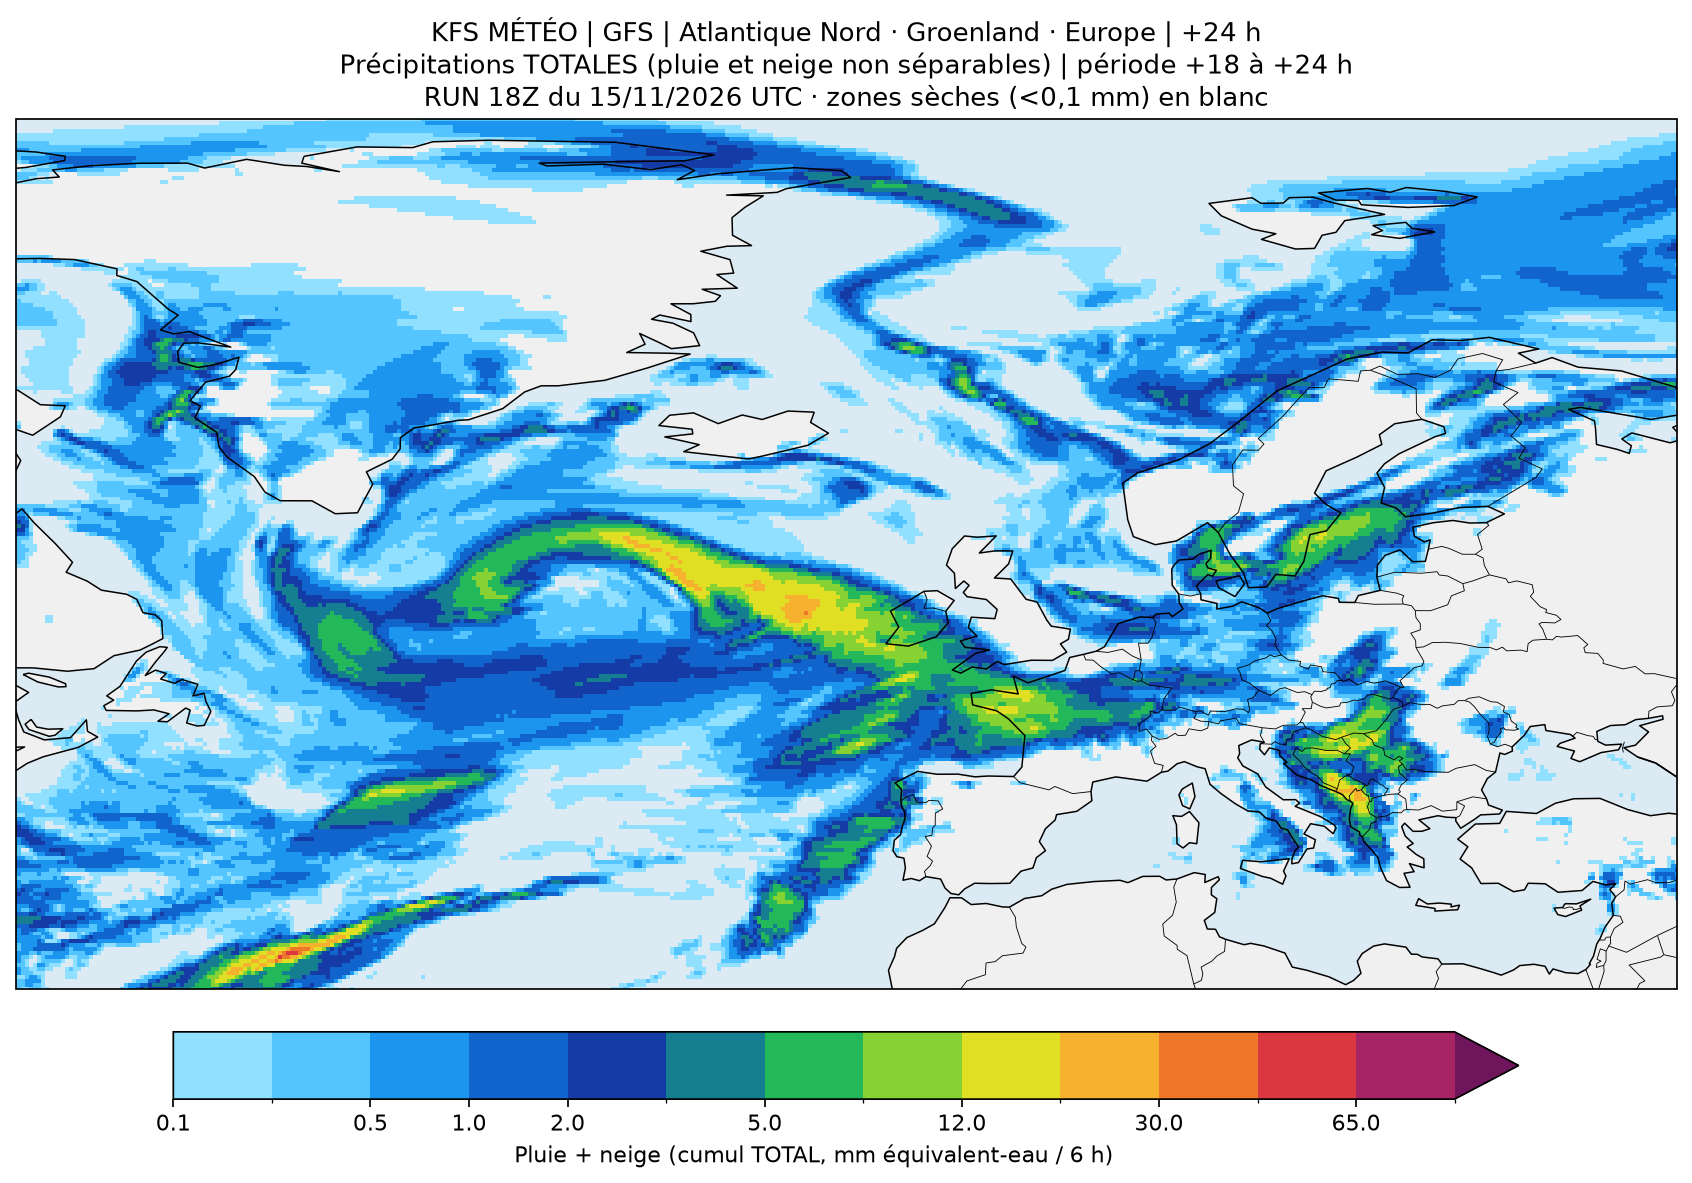 KFS MÉTÉO | GFS | Atlantique Nord · Groenland · Europe | +24 h
Précipitations TOTALES (pluie et neige non séparables) | période +18 à +24 h
RUN 18Z du 15/11/2026 UTC · zones sèches (<0,1 mm) en blanc
0.1 0.5 1.0 2.0 5.0 12.0 30.0 65.0
Pluie + neige (cumul TOTAL, mm équivalent-eau / 6 h)